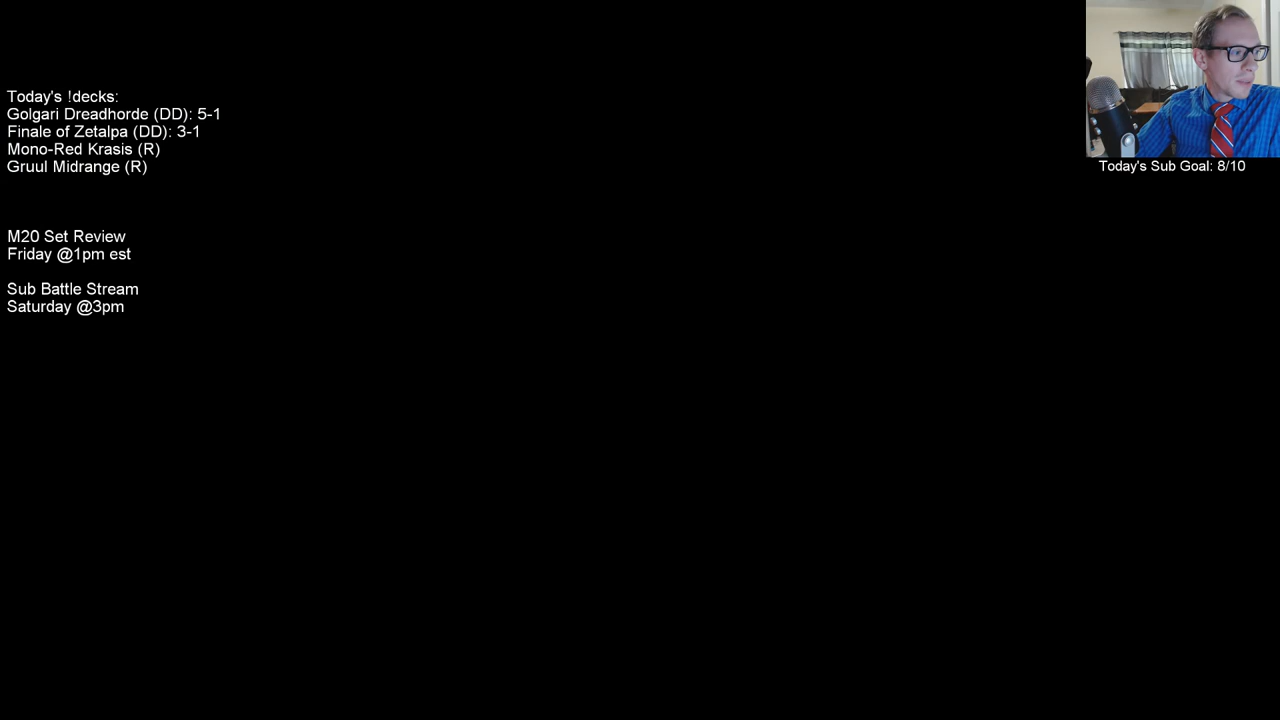 Today's !decks:
Golgari Dreadhorde (DD): 5-1
Finale of Zetalpa (DD): 3-1
Mono-Red Krasis (R)
Gruul Midrange (R)
M20 Set Review
Friday @1pm est
Sub Battle Stream
Saturday @3pm
Today's Sub Goal: 8/10